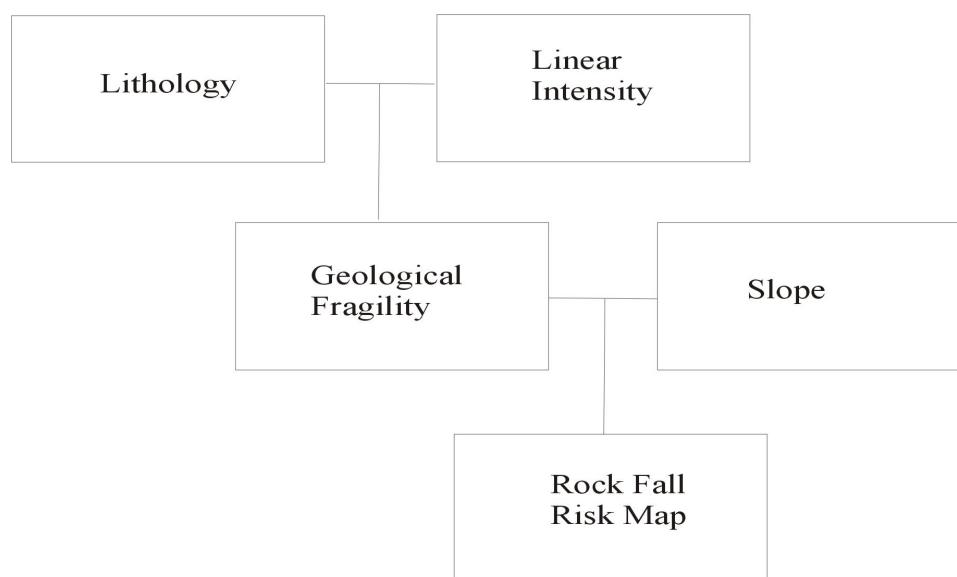 Lithology
Linear
Intensity
Geological
Fragility
Slope
Rock Fall
Risk Map